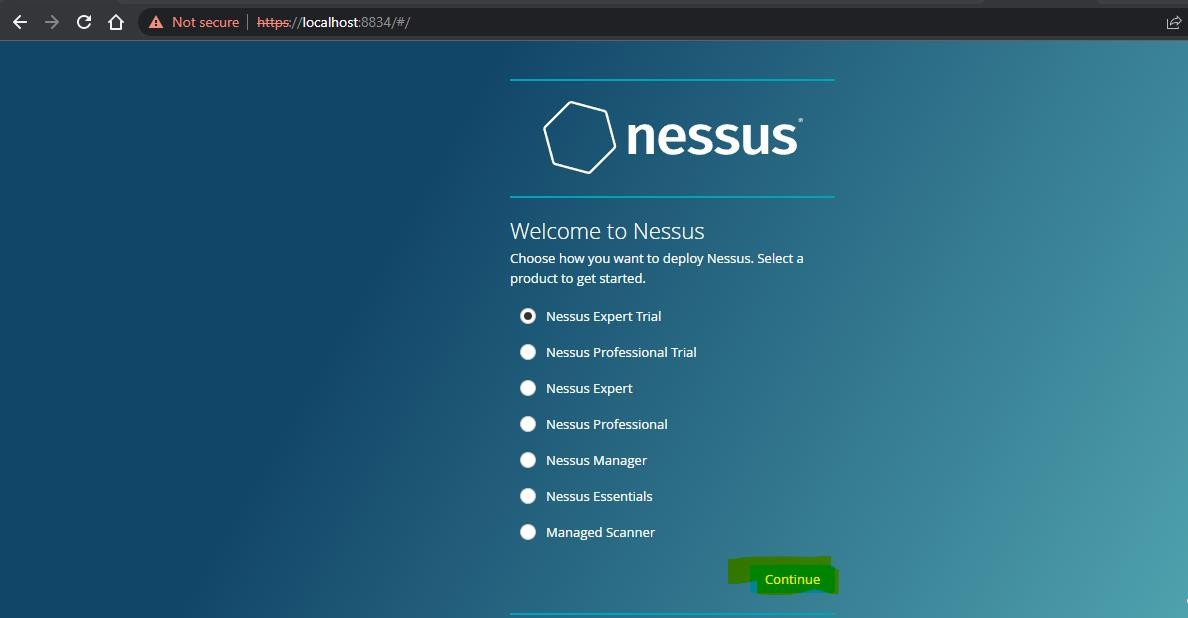 Not secure | https://localhost:8834/#/
nessus®
Welcome to Nessus
Choose how you want to deploy Nessus. Select a
product to get started.
Nessus Expert Trial
Nessus Professional Trial
Nessus Expert
Nessus Professional
Nessus Manager
Nessus Essentials
Managed Scanner
Continue